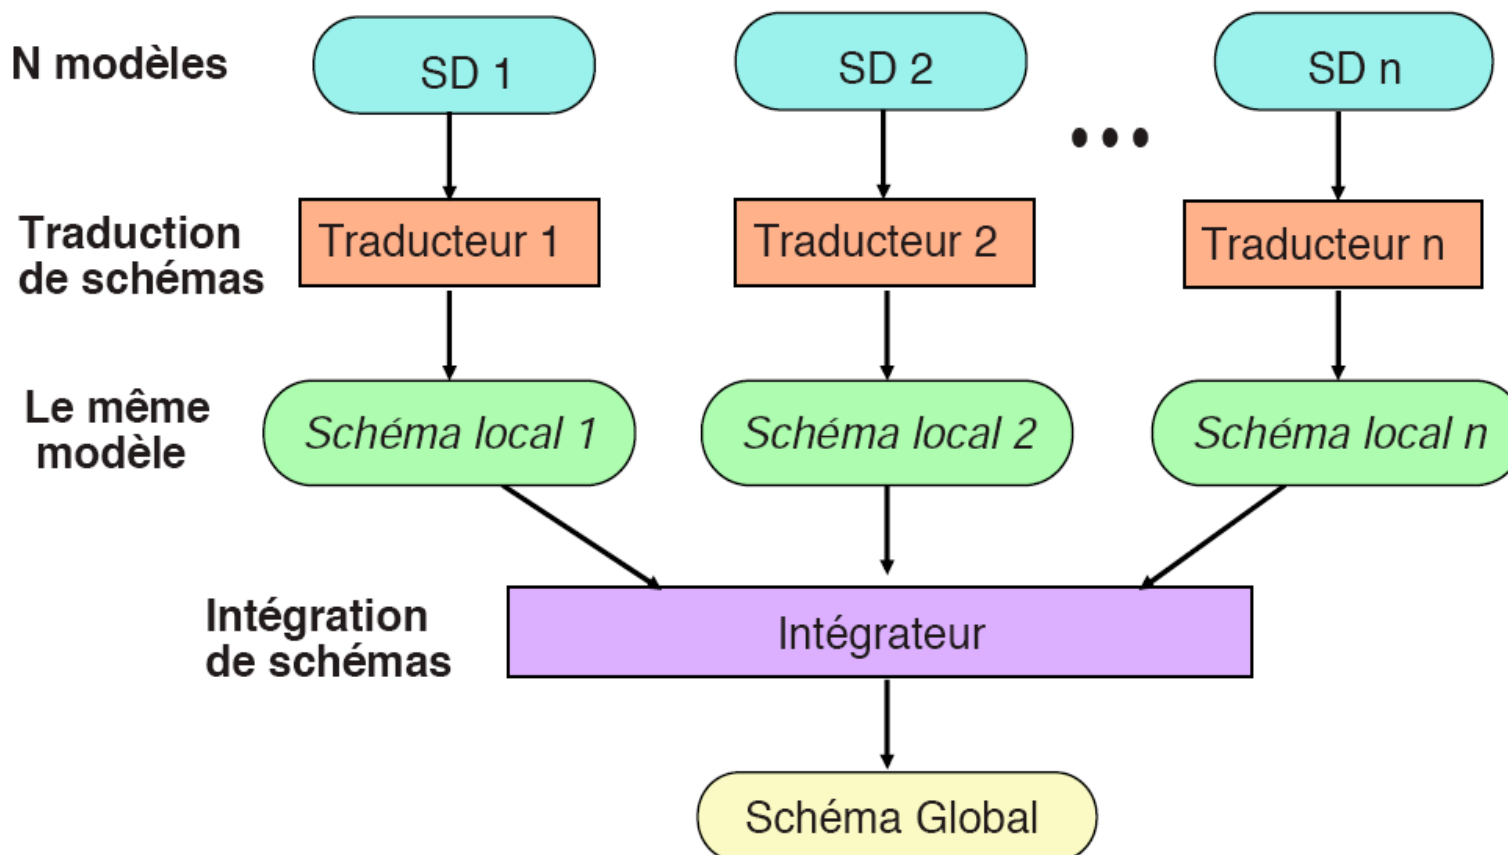 N modèles
SD 1
SD 2
SD n
Traduction
de schémas
Traducteur 1
Traducteur 2
Traducteur n
Le même
modèle
Schéma local 1
Schéma local 2
Schéma local n
Intégration
de schémas
Intégrateur
Schéma Global